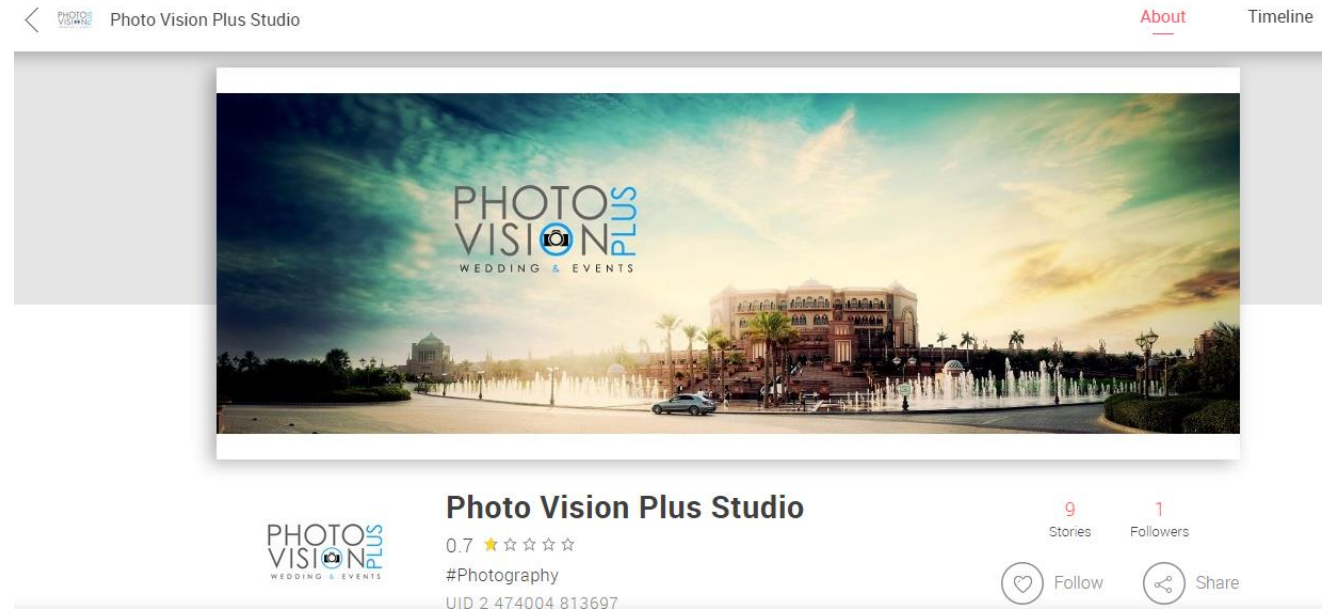 Photo Vision Plus Studio
About
Timeline
PHOTO
VISION
PLUS
WEDDING & EVENTS
PHOTO
VISION
PLUS
WEDDING & EVENTS
Photo Vision Plus Studio
0.7
#Photography
UID 2 474004 813697
9
Stories
1
Followers
Follow
Share